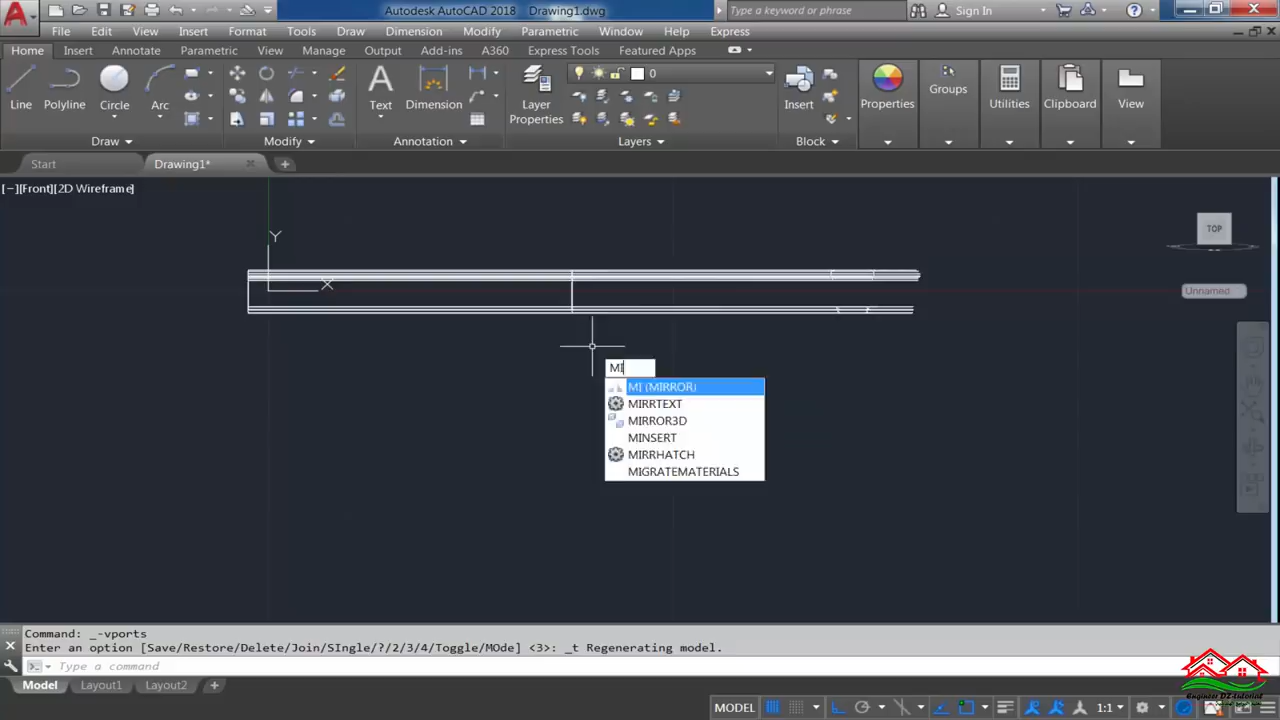 Autodesk AutoCAD 2018 Drawing1.dwg
Type a keyword or phrase
Sign In
File Edit View Insert Format Tools Draw Dimension Modify Parametric Window Help Express
Home Insert Annotate Parametric View Manage Output Add-ins A360 Express Tools Featured Apps
0
Line Polyline Circle Arc Text Dimension Layer Properties Insert Properties Groups Utilities Clipboard View
Draw Modify Annotation Layers Block
Start Drawing1*
[−][Front][2D Wireframe]
TOP
Y
X
Unnamed
MI
MI (MIRROR)
MIRRTEXT
MIRROR3D
MINSERT
MIRRHATCH
MIGRATEMATERIALS
Command: _-vports
Enter an option [Save/Restore/Delete/Join/SIngle/?/2/3/4/Toggle/MOde] <3>: _t Regenerating model.
Type a command
Model Layout1 Layout2
MODEL 1:1
Engineer DZ-tutorial